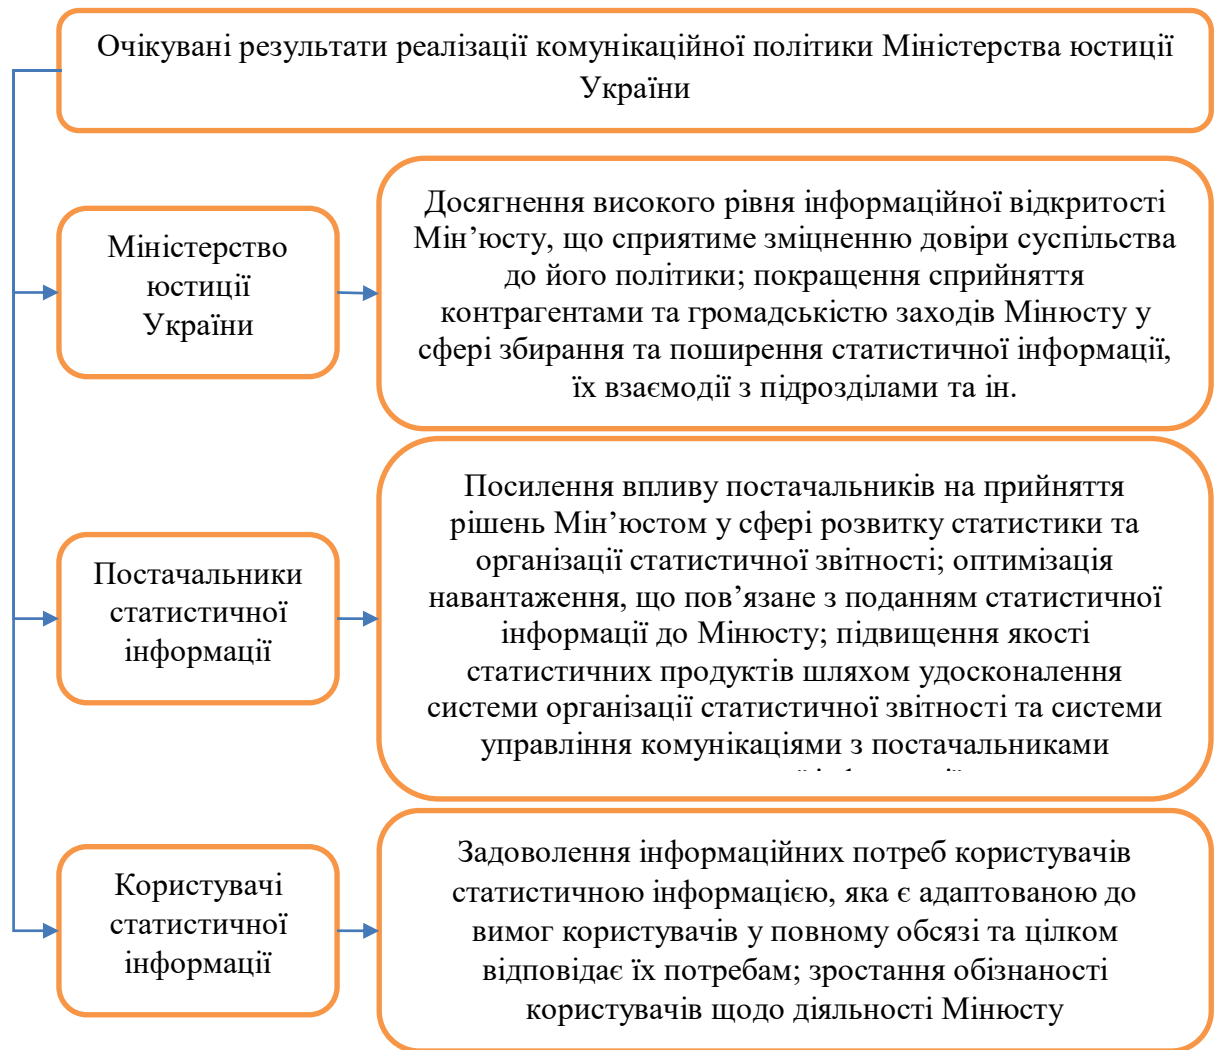 Очікувані результати реалізації комунікаційної політики Міністерства юстиції
України
Міністерство
юстиції
України
Досягнення високого рівня інформаційної відкритості
Мін’юсту, що сприятиме зміцненню довіри суспільства
до його політики; покращення сприйняття
контрагентами та громадськістю заходів Мінюсту у
сфері збирання та поширення статистичної інформації,
їх взаємодії з підрозділами та ін.
Постачальники
статистичної
інформації
Посилення впливу постачальників на прийняття
рішень Мін’юстом у сфері розвитку статистики та
організації статистичної звітності; оптимізація
навантаження, що пов’язане з поданням статистичної
інформації до Мінюсту; підвищення якості
статистичних продуктів шляхом удосконалення
системи організації статистичної звітності та системи
управління комунікаціями з постачальниками
Користувачі
статистичної
інформації
Задоволення інформаційних потреб користувачів
статистичною інформацією, яка є адаптованою до
вимог користувачів у повному обсязі та цілком
відповідає їх потребам; зростання обізнаності
користувачів щодо діяльності Мінюсту